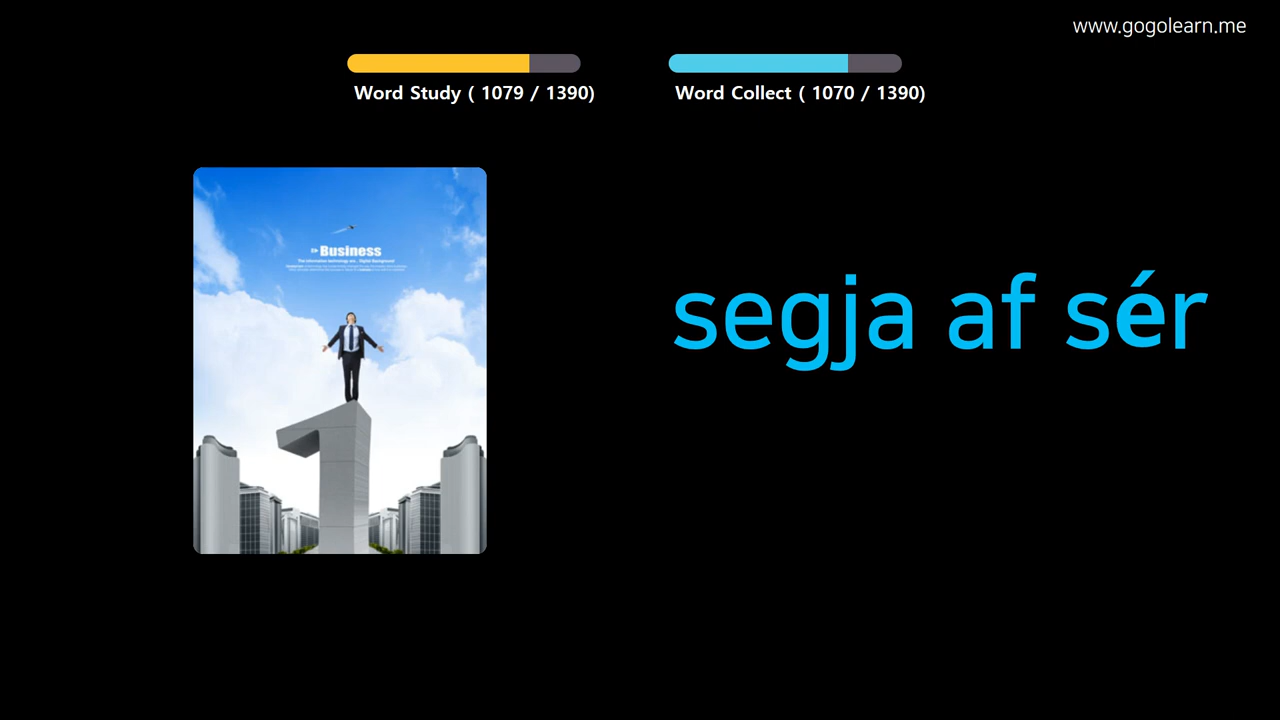 www.gogolearn.me
Word Study ( 1079 / 1390)
Word Collect ( 1070 / 1390)
Business
segja af sér